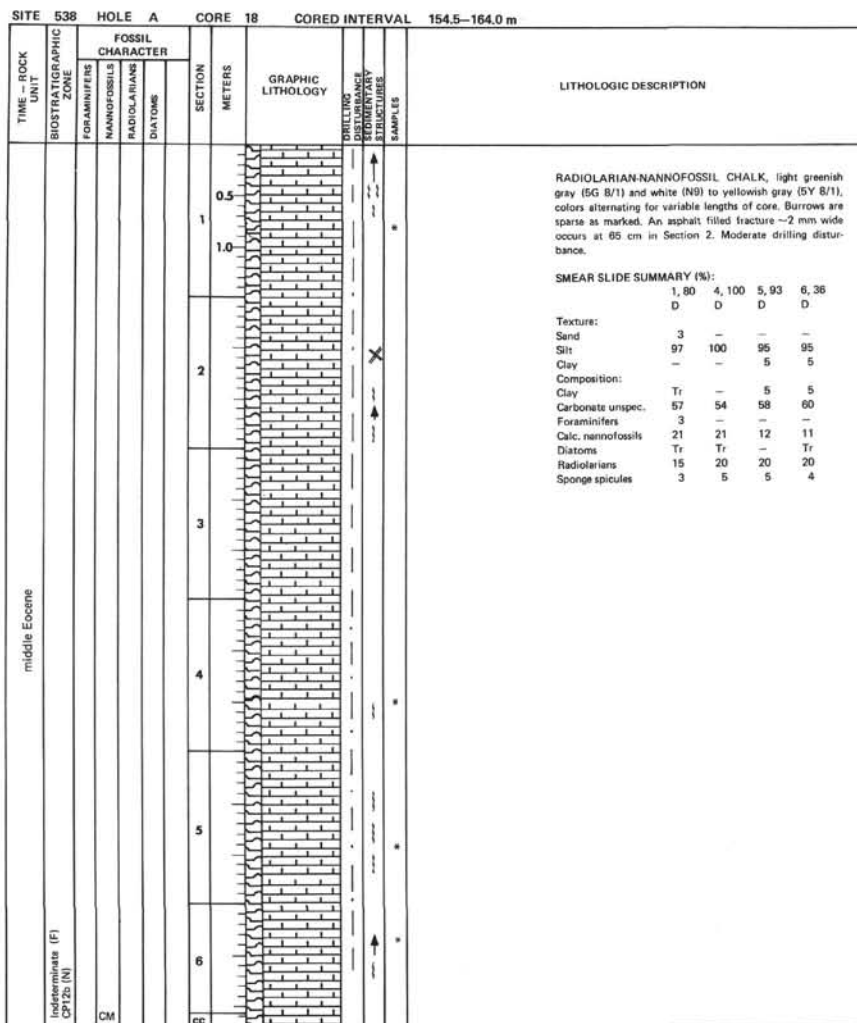 SITE 538 HOLE A CORE 18 CORED INTERVAL 154.5—164.0 m
TIME — ROCK UNIT
BIOSTRATIGRAPHIC ZONE
FOSSIL CHARACTER
FORAMINIFERS
NANNOFOSSILS
RADIOLARIANS
DIATOMS
SECTION
METERS
GRAPHIC LITHOLOGY
DRILLING DISTURBANCE
SEDIMENTARY STRUCTURES
SAMPLES
LITHOLOGIC DESCRIPTION
middle Eocene
Indeterminate (F)
CP12b (N)
CM
1
0.5
1.0
*
2
3
4
*
5
*
6
*
CC
RADIOLARIAN-NANNOFOSSIL CHALK, light greenish
gray (5G 8/1) and white (N9) to yellowish gray (5Y 8/1),
colors alternating for variable lengths of core. Burrows are
sparse as marked. An asphalt filled fracture ~2 mm wide
occurs at 65 cm in Section 2. Moderate drilling distur-
bance.
SMEAR SLIDE SUMMARY (%):
1, 80 4, 100 5, 93 6, 36
D D D D
Texture:
Sand 3 — — —
Silt 97 100 95 95
Clay — — 5 5
Composition:
Clay Tr — 5 5
Carbonate unspec. 57 54 58 60
Foraminifers 3 — — —
Calc. nannofossils 21 21 12 11
Diatoms Tr Tr — Tr
Radiolarians 15 20 20 20
Sponge spicules 3 5 5 4